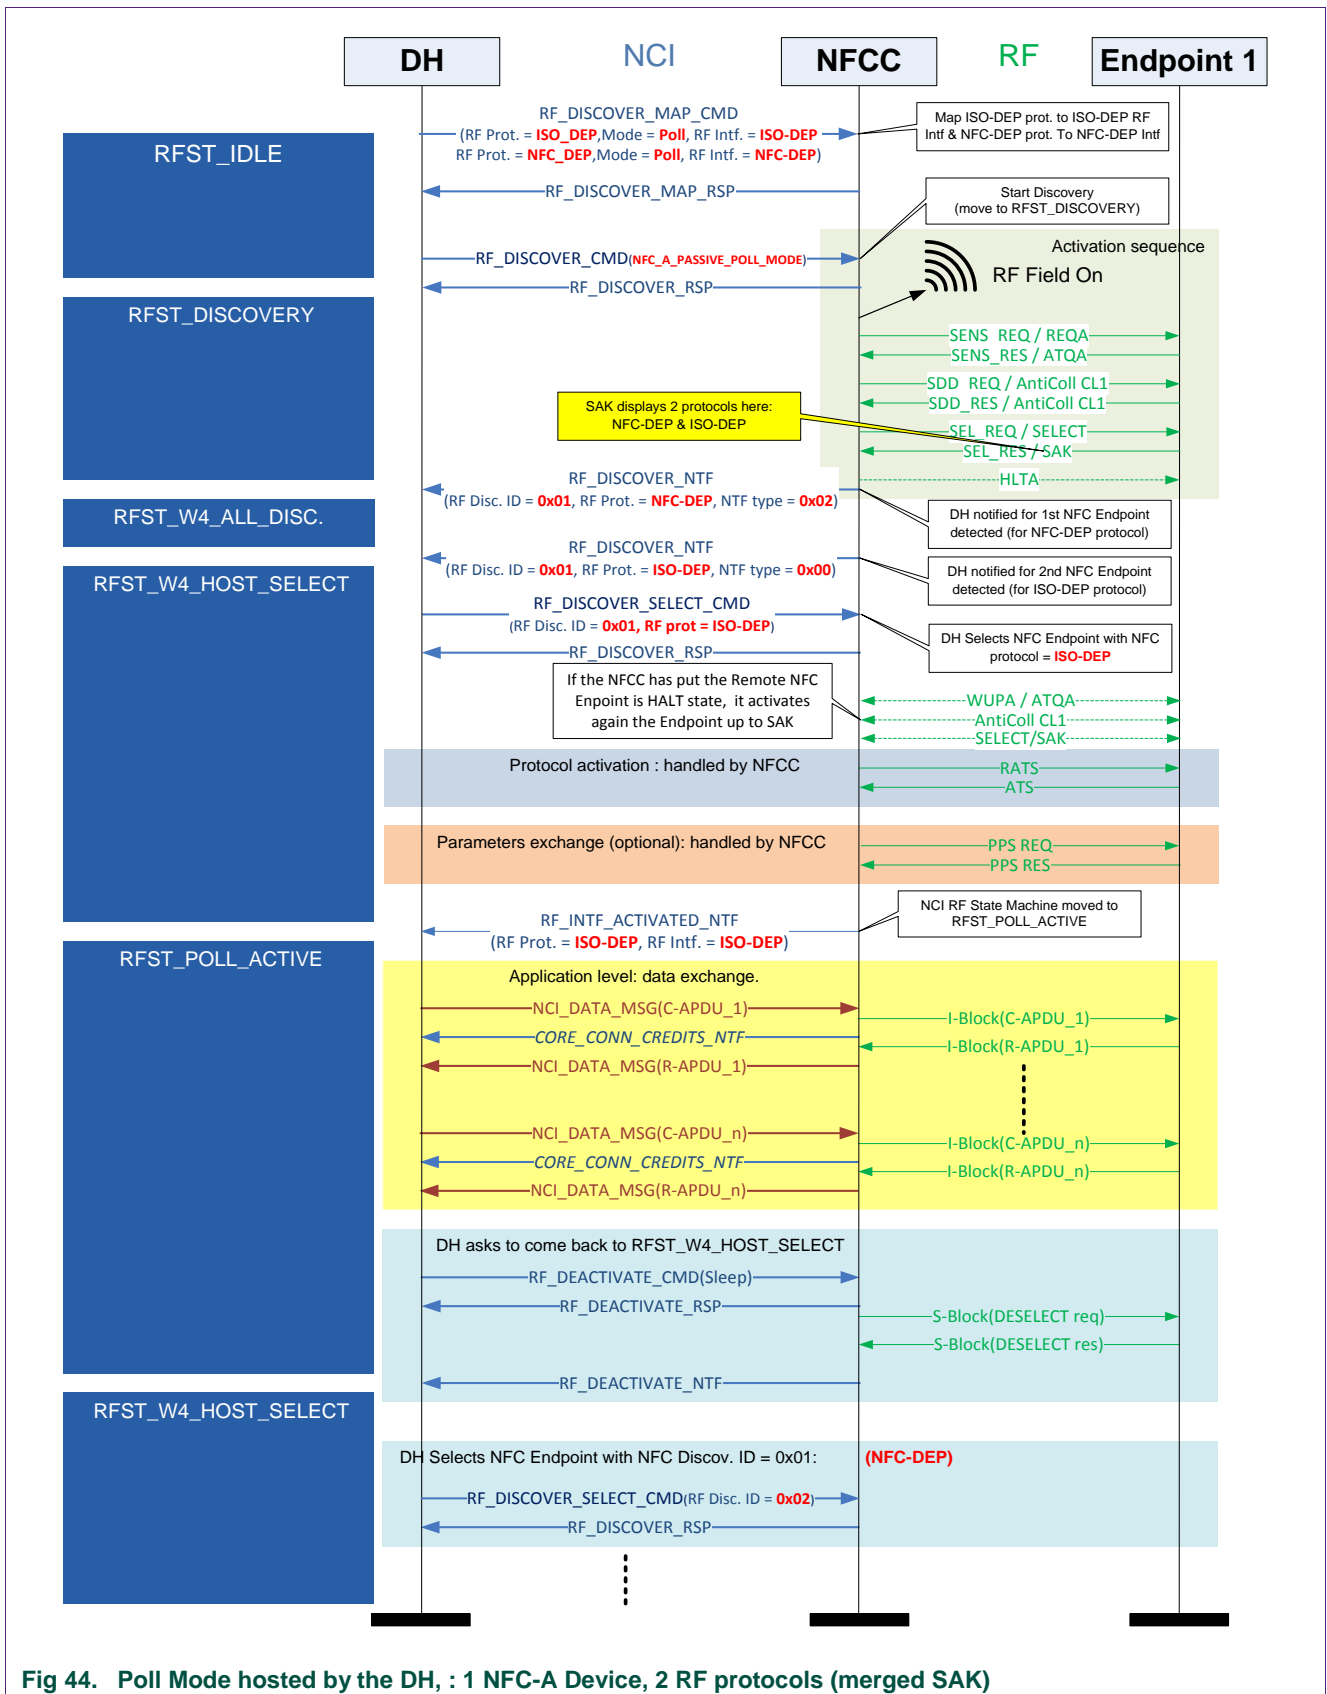 DH
NCI
NFCC
RF
Endpoint 1
RFST_IDLE
RF_DISCOVER_MAP_CMD
(RF Prot. = ISO_DEP,Mode = Poll, RF Intf. = ISO-DEP
RF Prot. = NFC_DEP,Mode = Poll, RF Intf. = NFC-DEP)
Map ISO-DEP prot. to ISO-DEP RF
Intf & NFC-DEP prot. To NFC-DEP Intf
RF_DISCOVER_MAP_RSP
Start Discovery
(move to RFST_DISCOVERY)
RF_DISCOVER_CMD(NFC_A_PASSIVE_POLL_MODE)
Activation sequence
RF Field On
RF_DISCOVER_RSP
RFST_DISCOVERY
SENS_REQ / REQA
SENS_RES / ATQA
SDD_REQ / AntiColl CL1
SDD_RES / AntiColl CL1
SAK displays 2 protocols here:
NFC-DEP & ISO-DEP
SEL_REQ / SELECT
SEL_RES / SAK
HLTA
RF_DISCOVER_NTF
(RF Disc. ID = 0x01, RF Prot. = NFC-DEP, NTF type = 0x02)
RFST_W4_ALL_DISC.
DH notified for 1st NFC Endpoint
detected (for NFC-DEP protocol)
RF_DISCOVER_NTF
(RF Disc. ID = 0x01, RF Prot. = ISO-DEP, NTF type = 0x00)
RFST_W4_HOST_SELECT
DH notified for 2nd NFC Endpoint
detected (for ISO-DEP protocol)
RF_DISCOVER_SELECT_CMD
(RF Disc. ID = 0x01, RF prot = ISO-DEP)
DH Selects NFC Endpoint with NFC
protocol = ISO-DEP
RF_DISCOVER_RSP
If the NFCC has put the Remote NFC
Enpoint is HALT state, it activates
again the Endpoint up to SAK
WUPA / ATQA
AntiColl CL1
SELECT/SAK
Protocol activation : handled by NFCC
RATS
ATS
Parameters exchange (optional): handled by NFCC
PPS REQ
PPS RES
NCI RF State Machine moved to
RFST_POLL_ACTIVE
RF_INTF_ACTIVATED_NTF
(RF Prot. = ISO-DEP, RF Intf. = ISO-DEP)
RFST_POLL_ACTIVE
Application level: data exchange.
NCI_DATA_MSG(C-APDU_1)
I-Block(C-APDU_1)
CORE_CONN_CREDITS_NTF
I-Block(R-APDU_1)
NCI_DATA_MSG(R-APDU_1)
NCI_DATA_MSG(C-APDU_n)
I-Block(C-APDU_n)
CORE_CONN_CREDITS_NTF
I-Block(R-APDU_n)
NCI_DATA_MSG(R-APDU_n)
DH asks to come back to RFST_W4_HOST_SELECT
RF_DEACTIVATE_CMD(Sleep)
RF_DEACTIVATE_RSP
S-Block(DESELECT req)
S-Block(DESELECT res)
RF_DEACTIVATE_NTF
RFST_W4_HOST_SELECT
DH Selects NFC Endpoint with NFC Discov. ID = 0x01: (NFC-DEP)
RF_DISCOVER_SELECT_CMD(RF Disc. ID = 0x02)
RF_DISCOVER_RSP
Fig 44. Poll Mode hosted by the DH, : 1 NFC-A Device, 2 RF protocols (merged SAK)